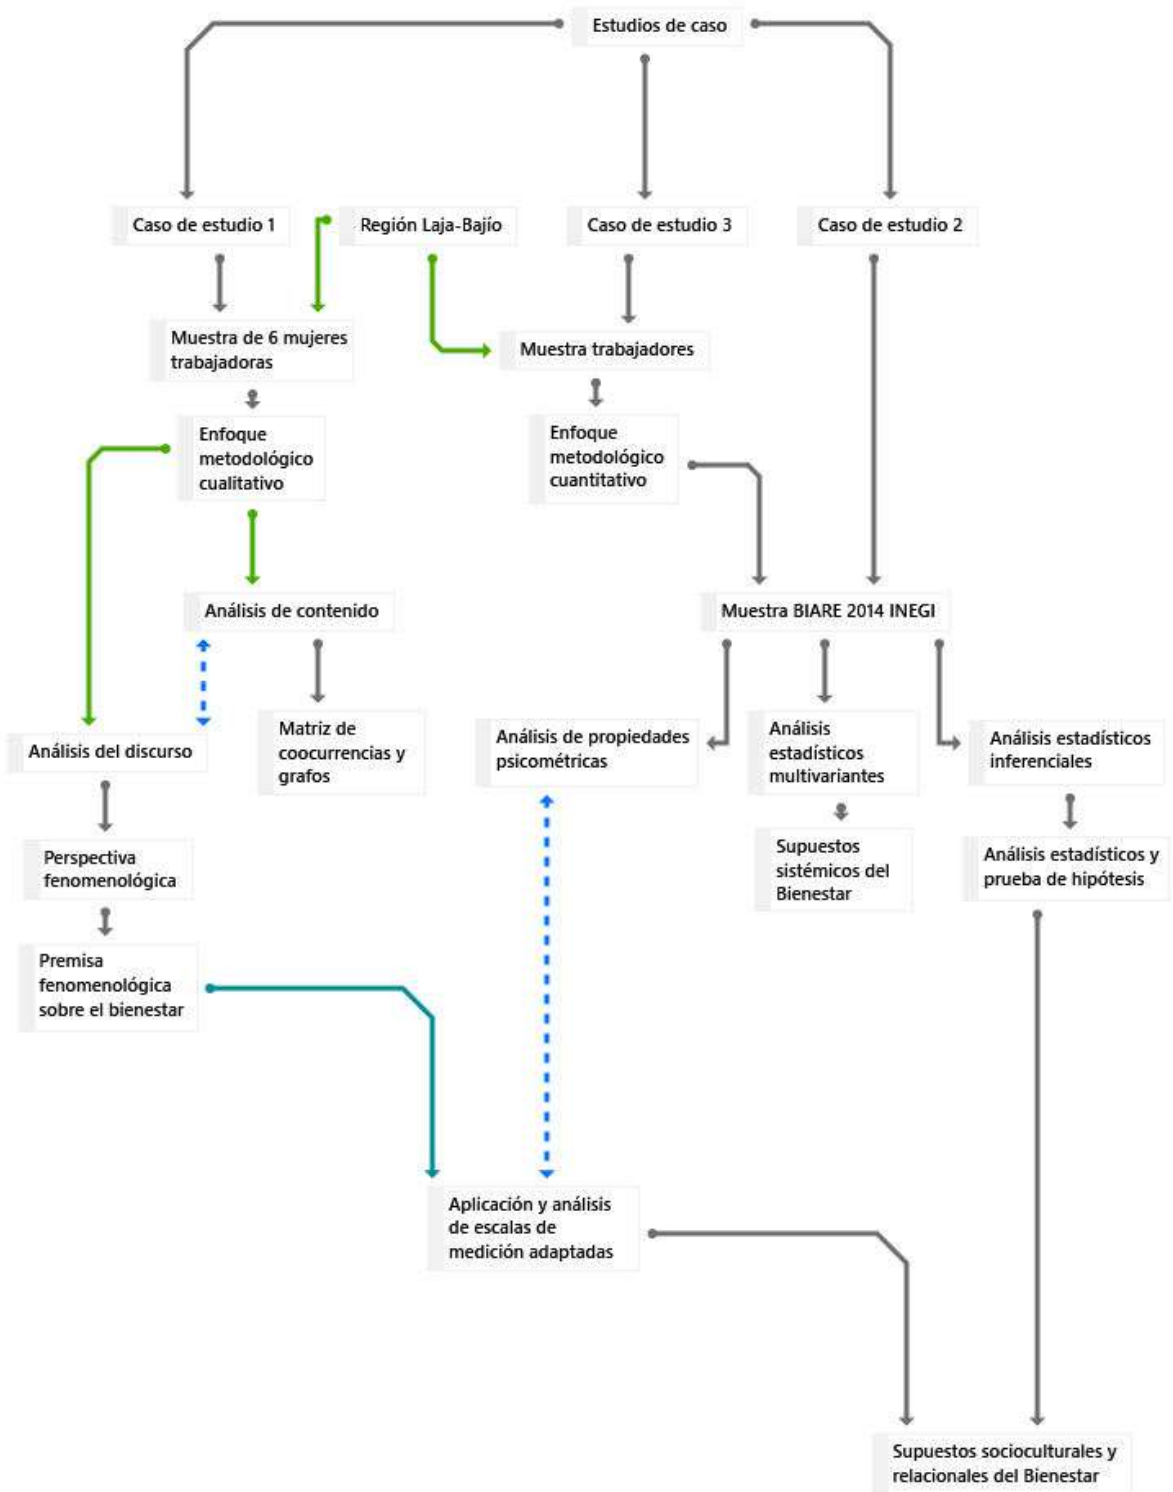 Estudios de caso
Caso de estudio 1
Región Laja-Bajío
Caso de estudio 3
Caso de estudio 2
Muestra de 6 mujeres
trabajadoras
Muestra trabajadores
Enfoque
metodológico
cualitativo
Enfoque
metodológico
cuantitativo
Análisis de contenido
Muestra BIARE 2014 INEGI
Análisis del discurso
Matriz de
coocurrencias y
grafos
Análisis de propiedades
psicométricas
Análisis
estadísticos
multivariantes
Análisis estadísticos
inferenciales
Perspectiva
fenomenológica
Supuestos
sistémicos del
Bienestar
Análisis estadísticos y
prueba de hipótesis
Premisa
fenomenológica
sobre el bienestar
Aplicación y análisis
de escalas de
medición adaptadas
Supuestos socioculturales y
relacionales del Bienestar